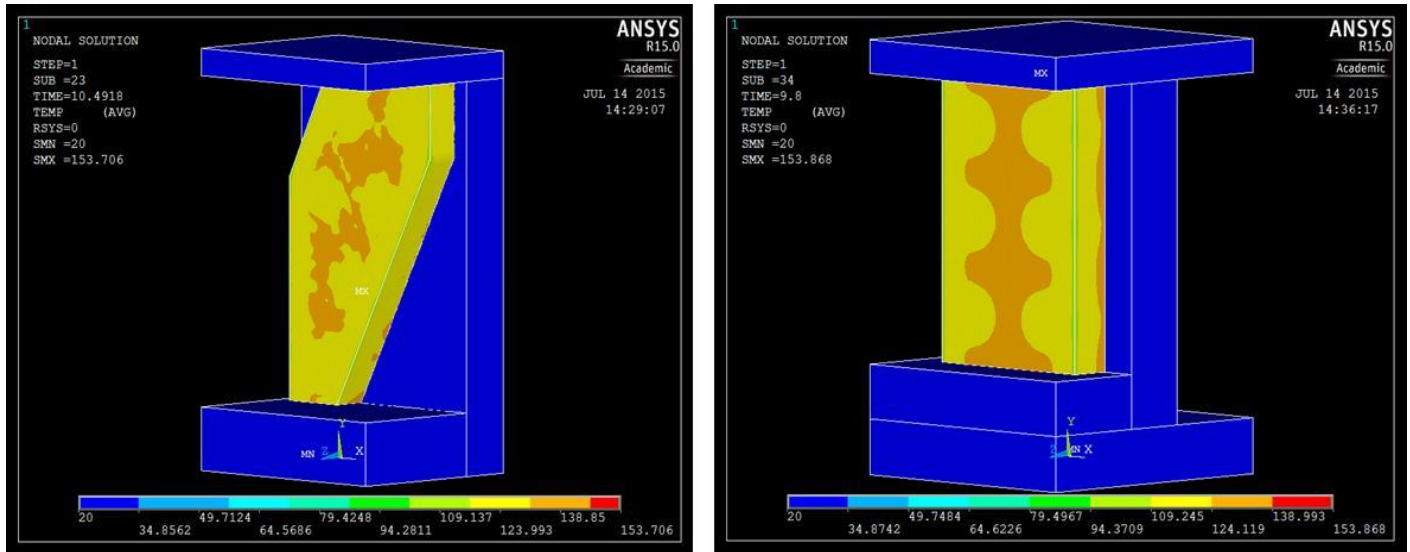 1
NODAL SOLUTION
STEP=1
SUB =23
TIME=10.4918
TEMP (AVG)
RSYS=0
SMN =20
SMX =153.706
ANSYS
R15.0
Academic
JUL 14 2015
14:29:07
MX
Y
MN Z X
20 49.7124 79.4248 109.137 138.85
34.8562 64.5686 94.2811 123.993 153.706
1
NODAL SOLUTION
STEP=1
SUB =34
TIME=9.8
TEMP (AVG)
RSYS=0
SMN =20
SMX =153.868
ANSYS
R15.0
Academic
JUL 14 2015
14:36:17
MX
Y
Z MN X
20 49.7484 79.4967 109.245 138.993
34.8742 64.6226 94.3709 124.119 153.868